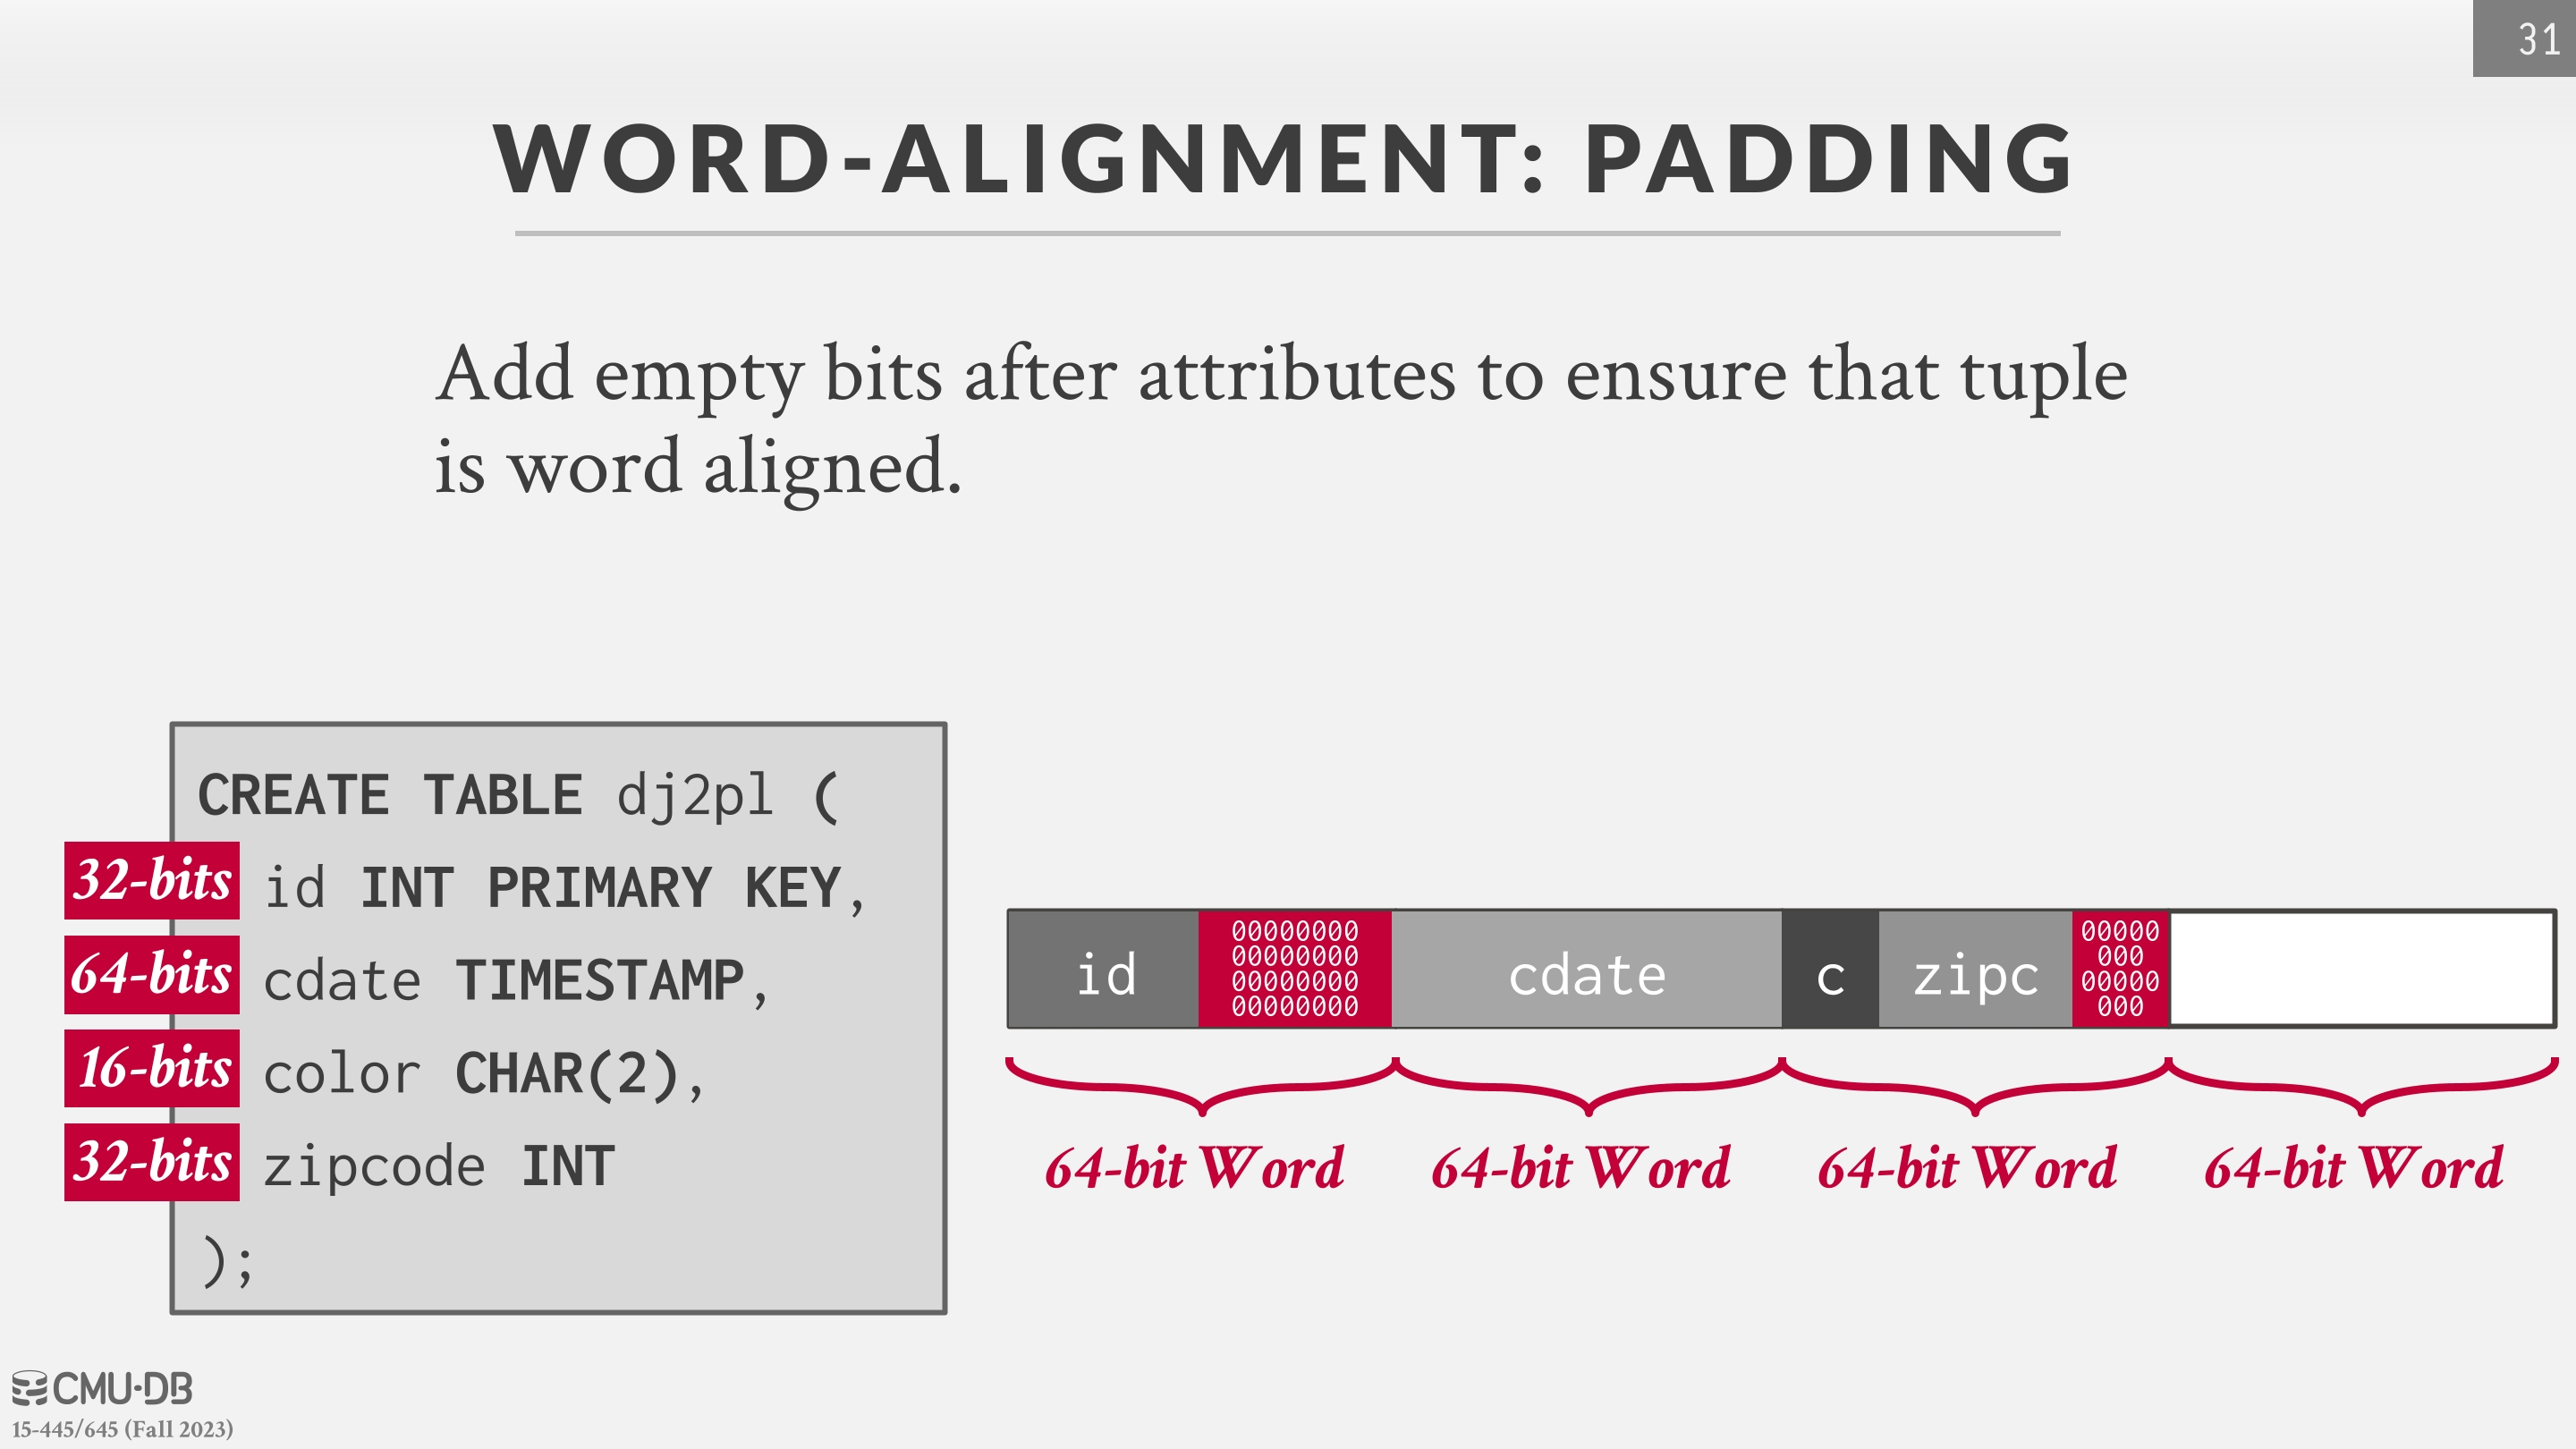 31
WORD-ALIGNMENT: PADDING
Add empty bits after attributes to ensure that tuple
is word aligned.
CREATE TABLE dj2pl (
32-bits id INT PRIMARY KEY,
64-bits cdate TIMESTAMP,
16-bits color CHAR(2),
32-bits zipcode INT
);
id
00000000
00000000
00000000
00000000
cdate
c
zipc
00000
000
00000
000
64-bit Word 64-bit Word 64-bit Word 64-bit Word
CMU·DB
15-445/645 (Fall 2023)